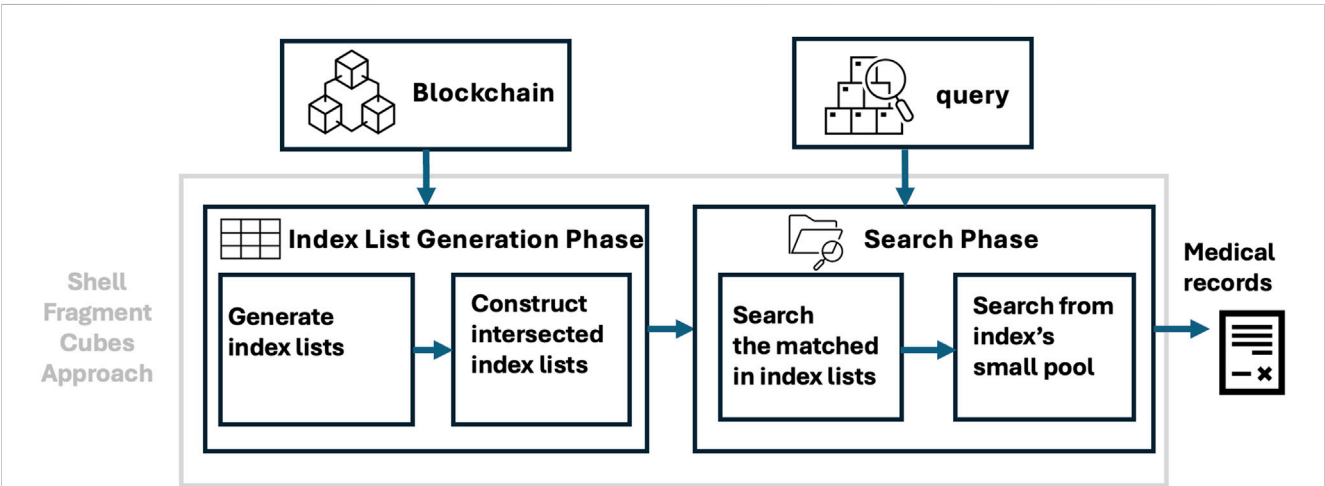 Blockchain
query
Shell
Fragment
Cubes
Approach
Index List Generation Phase
Generate
index lists
Construct
intersected
index lists
Search Phase
Search
the matched
in index lists
Search from
index's
small pool
Medical
records